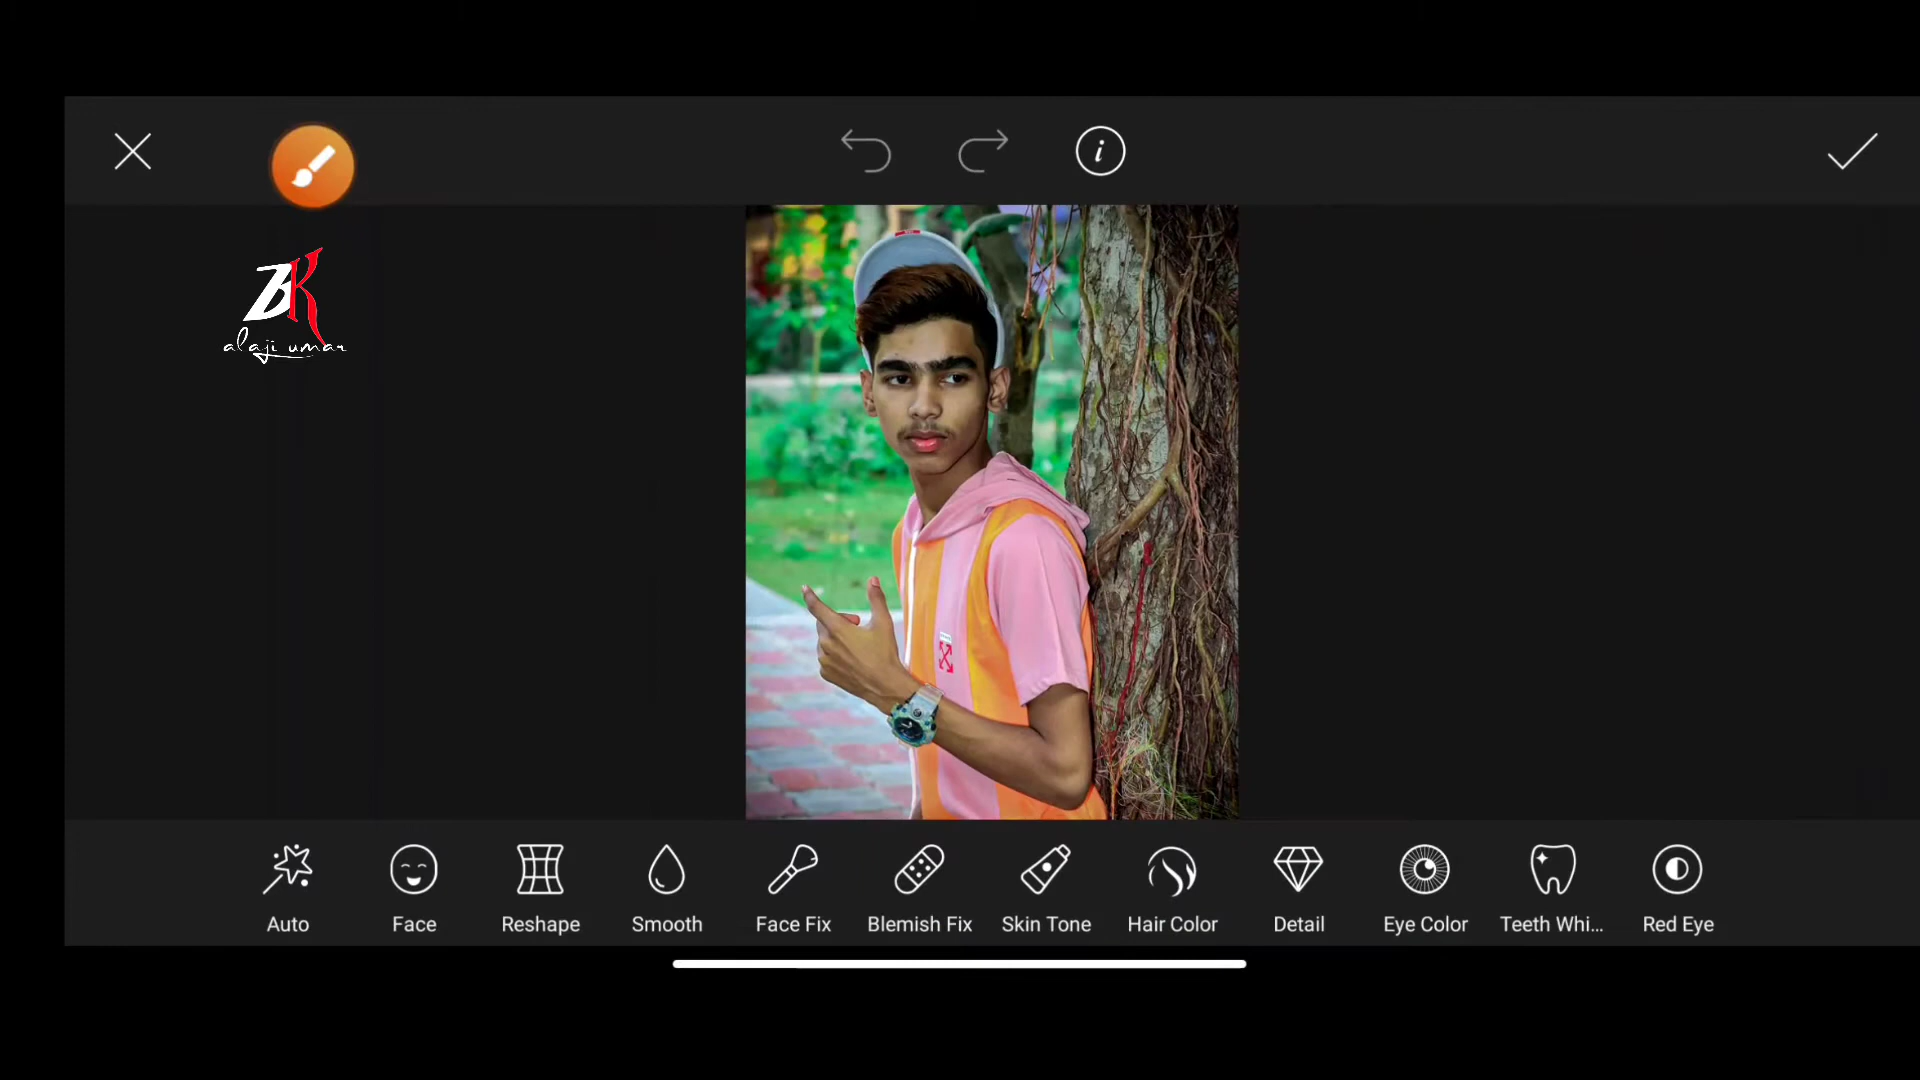 BK
alaji umar
Auto
Face
Reshape
Smooth
Face Fix
Blemish Fix
Skin Tone
Hair Color
Detail
Eye Color
Teeth Whi...
Red Eye